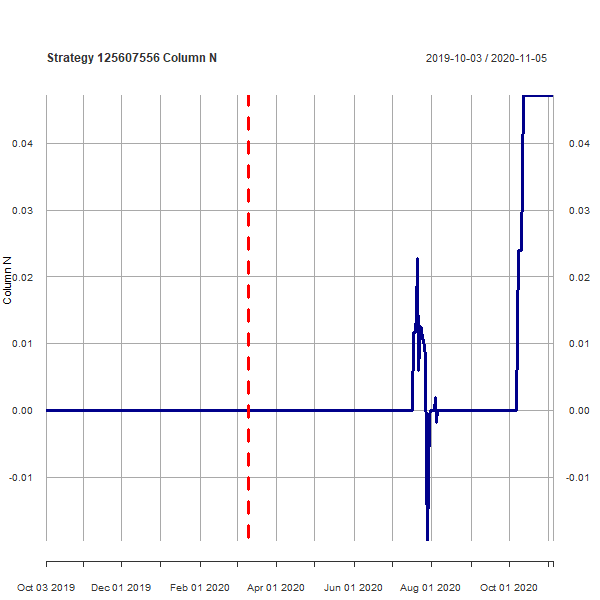 Strategy 125607556 Column N
2019-10-03 / 2020-11-05
0.04
0.03
0.02
0.01
0.00
-0.01
Column N
0.04
0.03
0.02
0.01
0.00
-0.01
Oct 03 2019
Dec 01 2019
Feb 01 2020
Apr 01 2020
Jun 01 2020
Aug 01 2020
Oct 01 2020